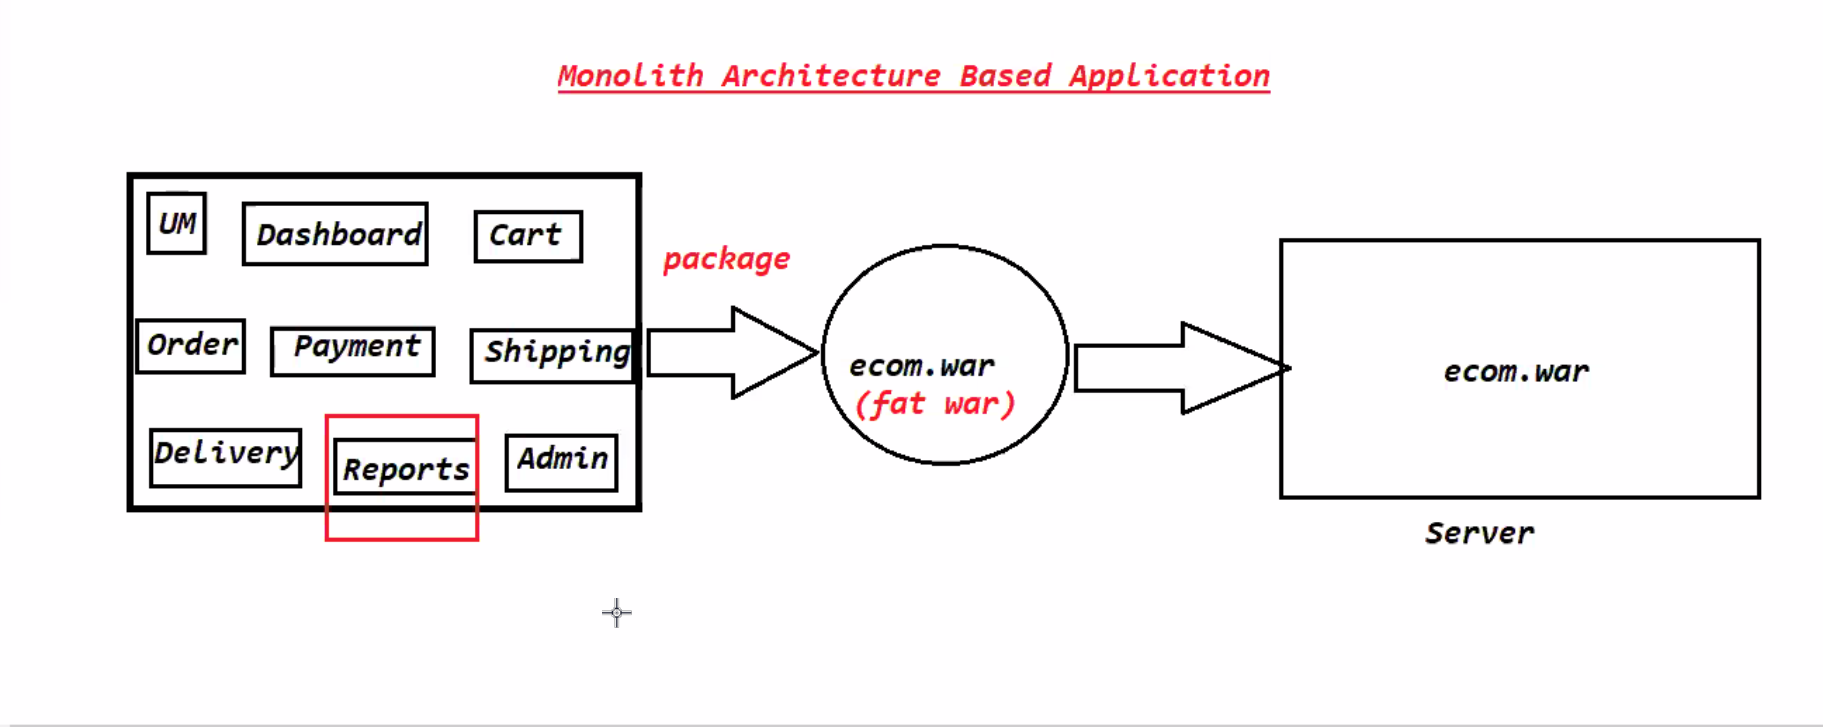 Monolith Architecture Based Application
UM
Dashboard
Cart
package
Order
Payment
Shipping
ecom.war
(fat war)
ecom.war
Delivery
Reports
Admin
Server